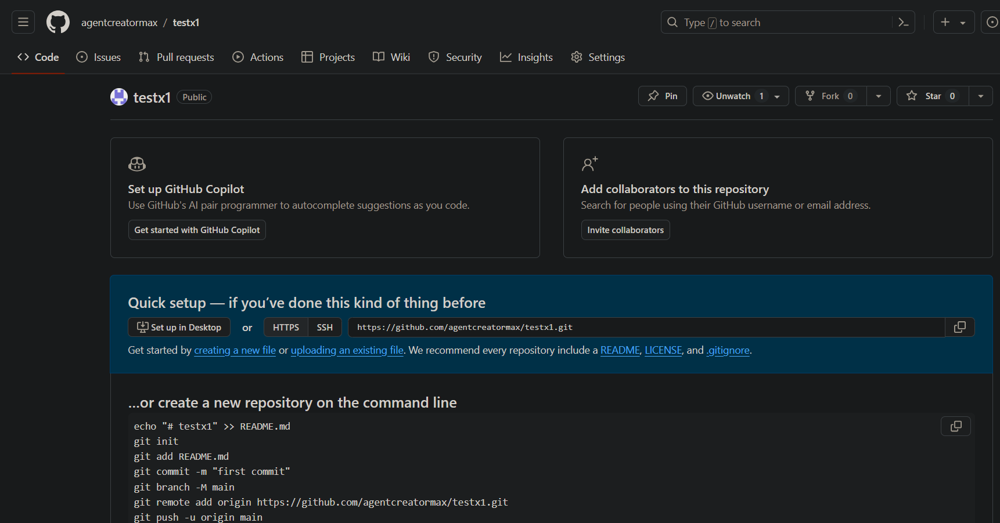 agentcreatormax / testx1
Type / to search
Code Issues Pull requests Actions Projects Wiki Security Insights Settings
testx1 Public
Pin Unwatch 1 Fork 0 Star 0
Set up GitHub Copilot
Use GitHub's AI pair programmer to autocomplete suggestions as you code.
Get started with GitHub Copilot
Add collaborators to this repository
Search for people using their GitHub username or email address.
Invite collaborators
Quick setup — if you’ve done this kind of thing before
Set up in Desktop or HTTPS SSH https://github.com/agentcreatormax/testx1.git
Get started by creating a new file or uploading an existing file. We recommend every repository include a README, LICENSE, and .gitignore.
…or create a new repository on the command line
echo "# testx1" >> README.md
git init
git add README.md
git commit -m "first commit"
git branch -M main
git remote add origin https://github.com/agentcreatormax/testx1.git
git push -u origin main